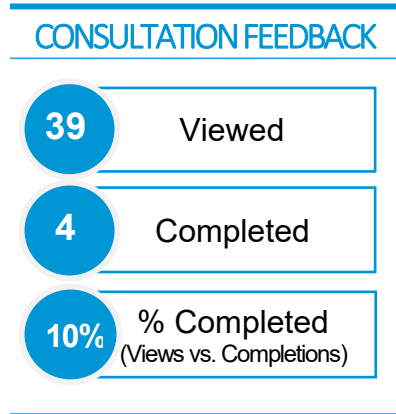 CONSULTATION FEEDBACK
39 Viewed
4 Completed
10% % Completed
(Views vs. Completions)